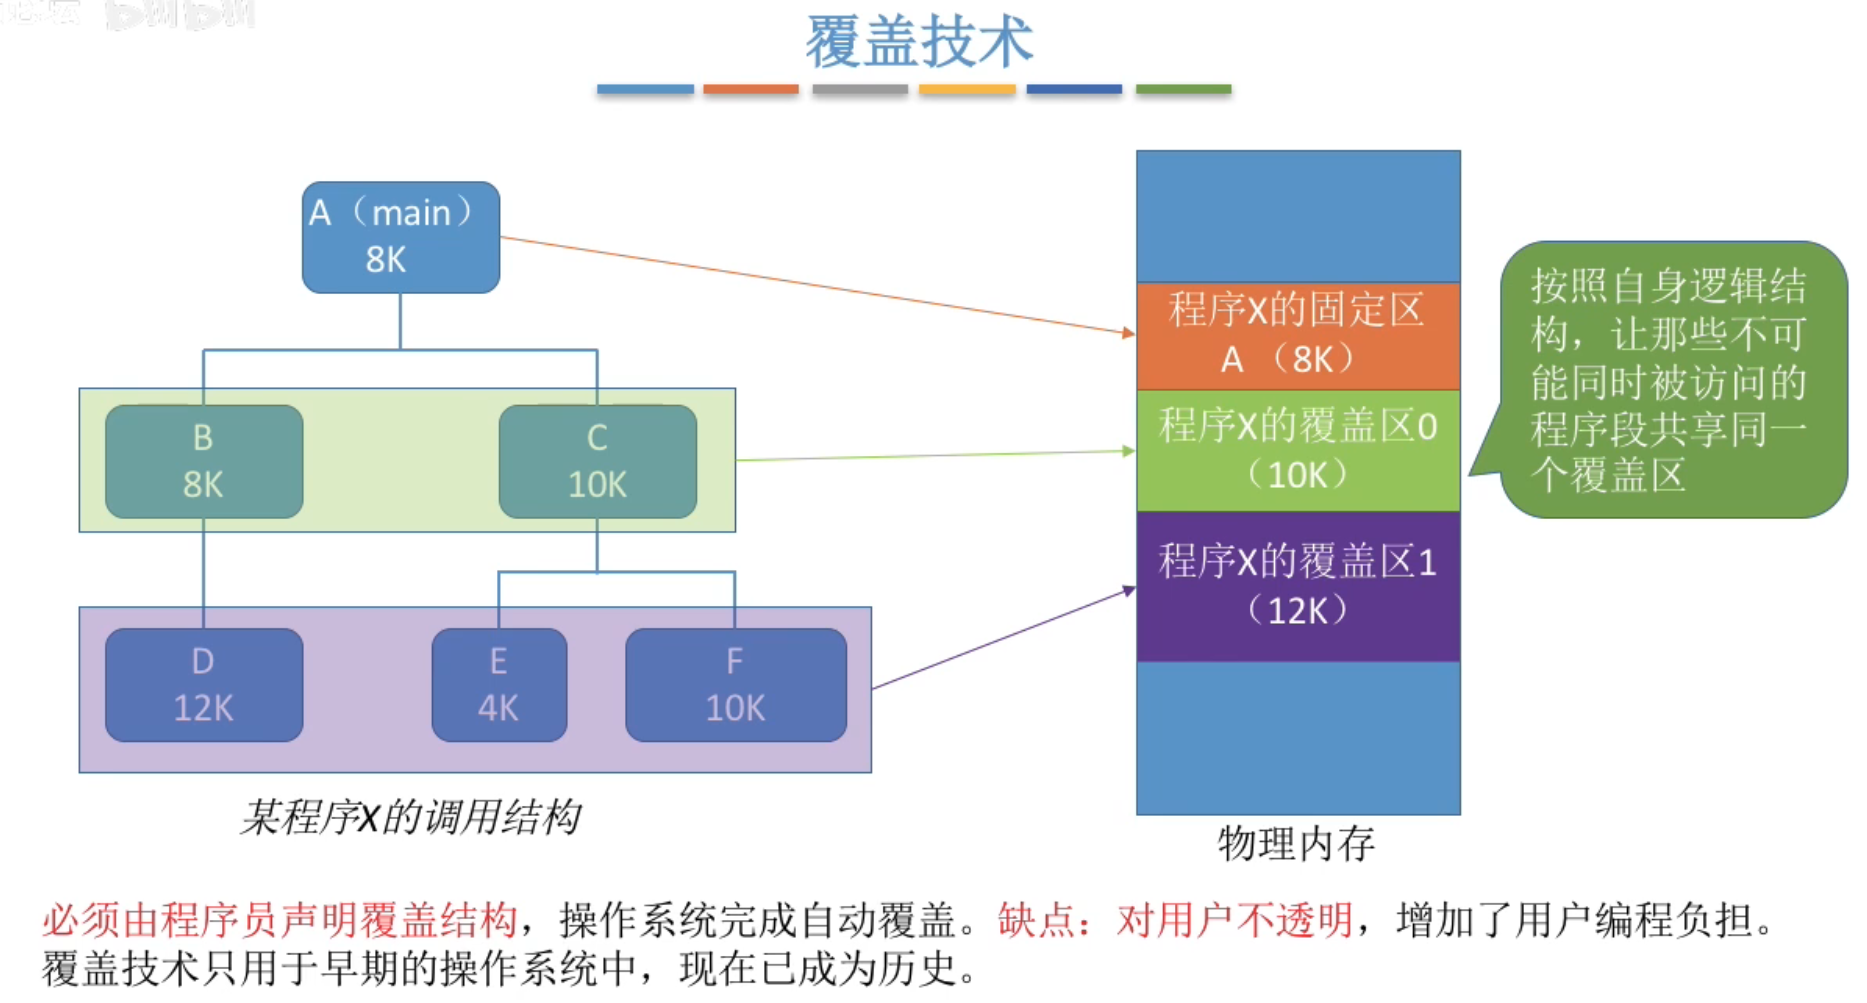 覆盖技术
A（main）
8K
B
8K
C
10K
D
12K
E
4K
F
10K
某程序X的调用结构
程序X的固定区
A （8K）
程序X的覆盖区0
（10K）
程序X的覆盖区1
（12K）
物理内存
按照自身逻辑结
构，让那些不可
能同时被访问的
程序段共享同一
个覆盖区
必须由程序员声明覆盖结构，操作系统完成自动覆盖。缺点：对用户不透明，增加了用户编程负担。
覆盖技术只用于早期的操作系统中，现在已成为历史。